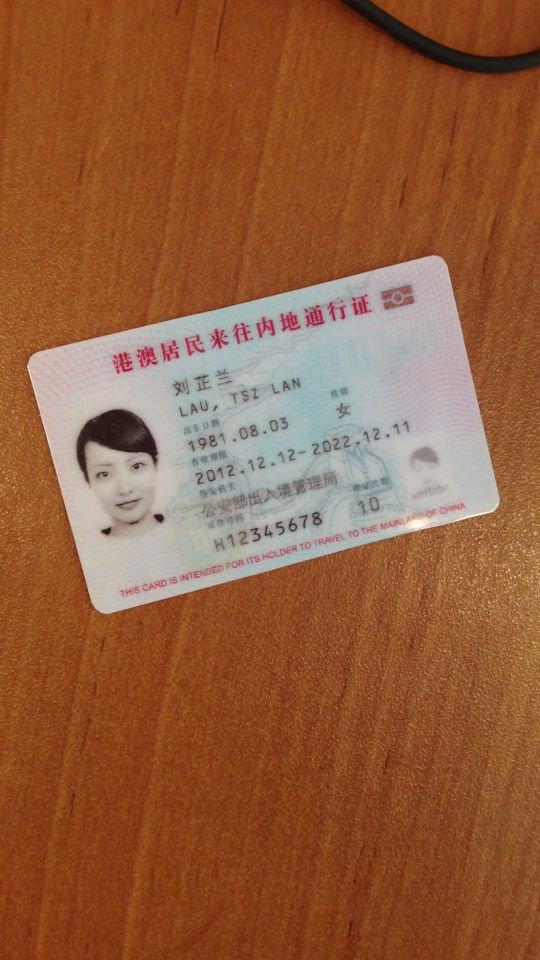 港澳居民来往内地通行证
刘芷兰
LAU, TSZ LAN
出生日期 性别
1981.08.03 女
有效期限
2012.12.12-2022.12.11
签发机关
公安部出入境管理局
证件号码 换证次数
H12345678 10
THIS CARD IS INTENDED FOR ITS HOLDER TO TRAVEL TO THE MAINLAND OF CHINA